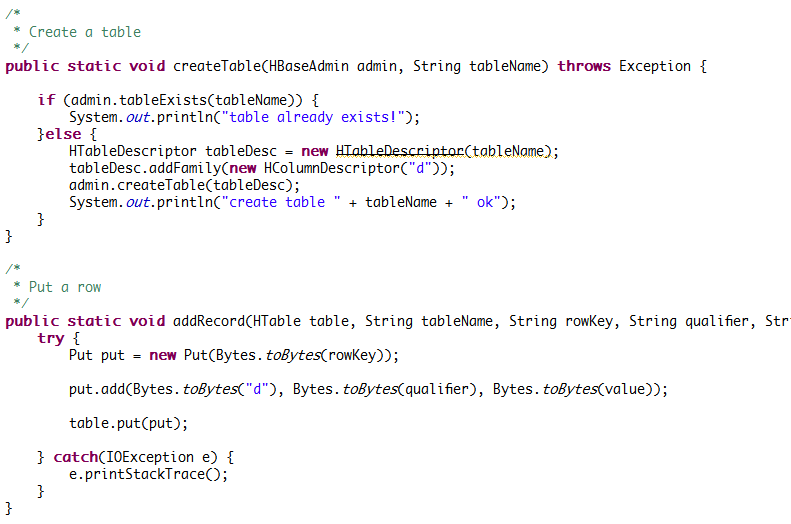 /*
 * Create a table
 */
public static void createTable(HBaseAdmin admin, String tableName) throws Exception {

    if (admin.tableExists(tableName)) {
        System.out.println("table already exists!");
    }else {
        HTableDescriptor tableDesc = new HTableDescriptor(tableName);
        tableDesc.addFamily(new HColumnDescriptor("d"));
        admin.createTable(tableDesc);
        System.out.println("create table " + tableName + " ok");
    }
}

/*
 * Put a row
 */
public static void addRecord(HTable table, String tableName, String rowKey, String qualifier, Str
    try {
        Put put = new Put(Bytes.toBytes(rowKey));

        put.add(Bytes.toBytes("d"), Bytes.toBytes(qualifier), Bytes.toBytes(value));

        table.put(put);

    } catch(IOException e) {
        e.printStackTrace();
    }
}